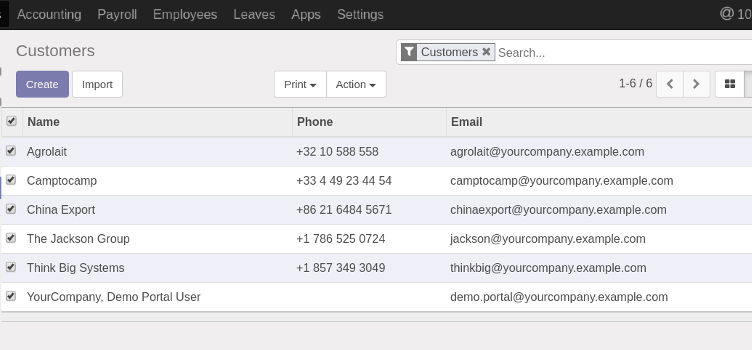 Accounting Payroll Employees Leaves Apps Settings @ 10
Customers
Customers ✖ Search...
Create Import Print Action 1-6 / 6
Name Phone Email
Agrolait +32 10 588 558 agrolait@yourcompany.example.com
Camptocamp +33 4 49 23 44 54 camptocamp@yourcompany.example.com
China Export +86 21 6484 5671 chinaexport@yourcompany.example.com
The Jackson Group +1 786 525 0724 jackson@yourcompany.example.com
Think Big Systems +1 857 349 3049 thinkbig@yourcompany.example.com
YourCompany, Demo Portal User demo.portal@yourcompany.example.com